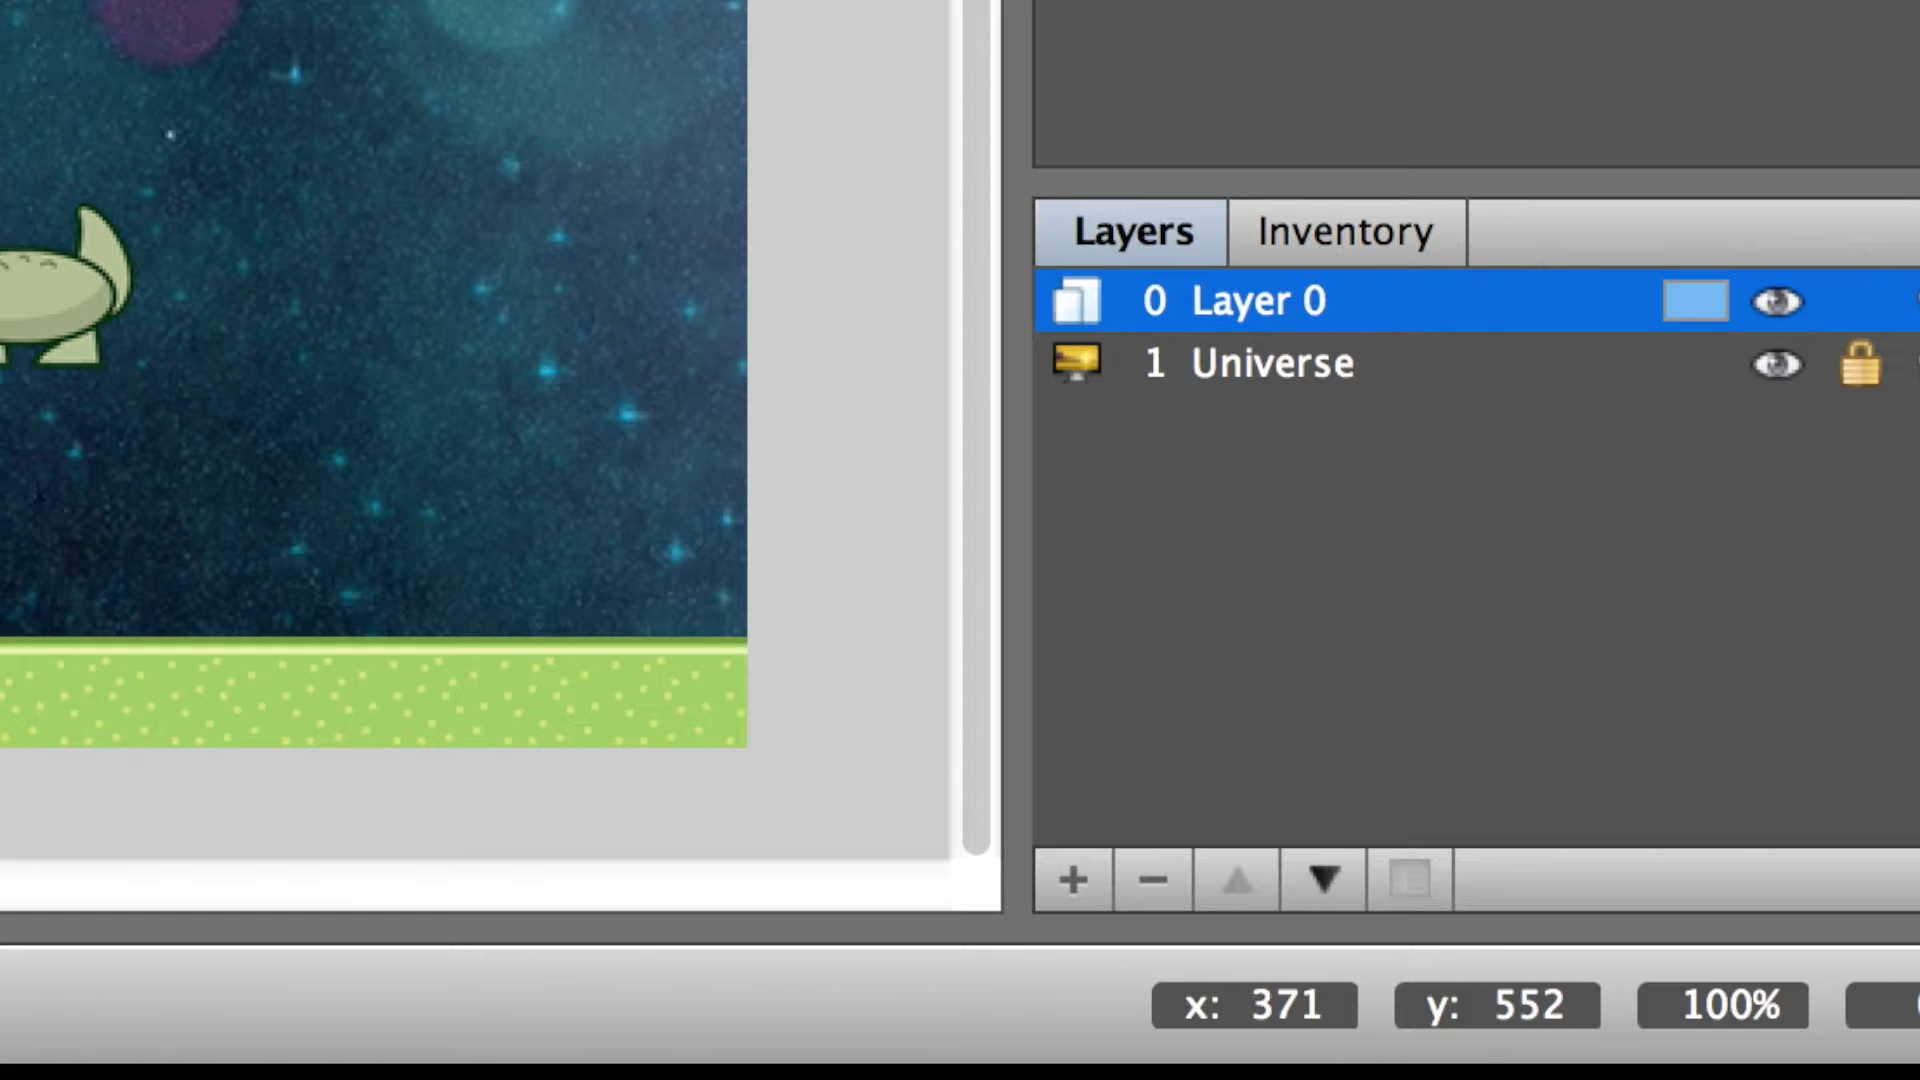 Layers Inventory
0 Layer 0
1 Universe
x: 371 y: 552 100%